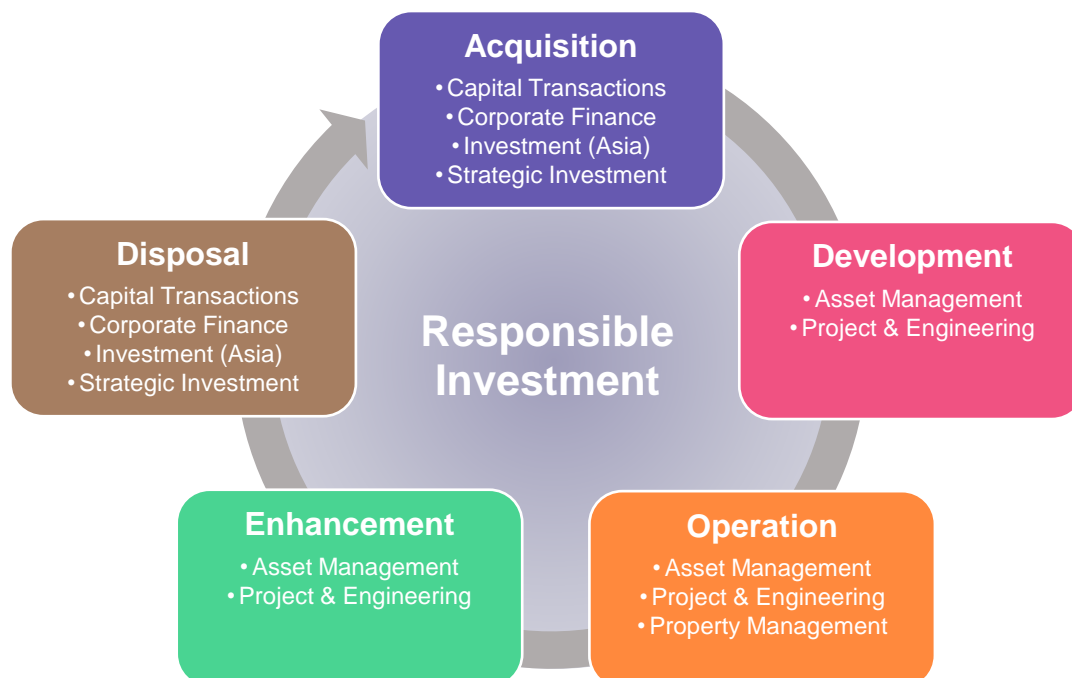 Acquisition
• Capital Transactions
• Corporate Finance
• Investment (Asia)
• Strategic Investment
Development
• Asset Management
• Project & Engineering
Operation
• Asset Management
• Project & Engineering
• Property Management
Enhancement
• Asset Management
• Project & Engineering
Disposal
• Capital Transactions
• Corporate Finance
• Investment (Asia)
• Strategic Investment
Responsible
Investment